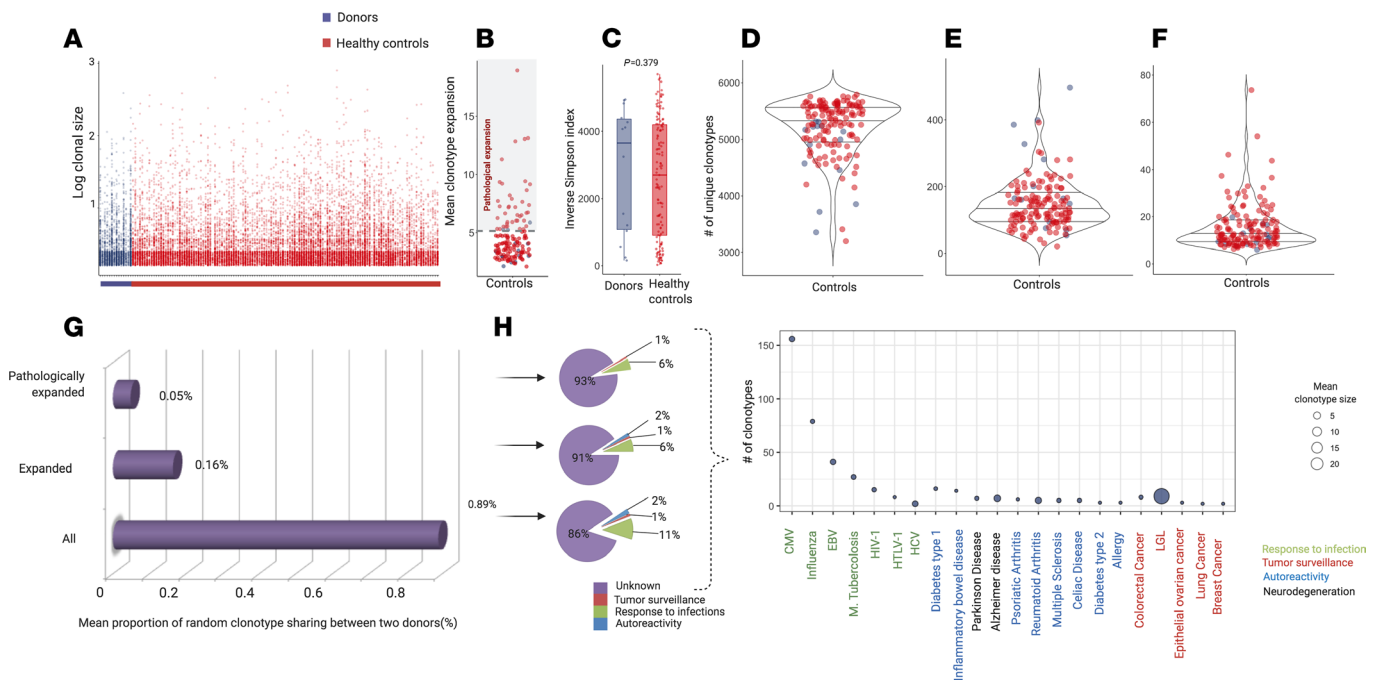 Donors
Healthy controls
A
Log clonal size
3
2
1
B
Mean clonotype expansion
15
10
5
Pathological expansion
Controls
C
P=0.379
Inverse Simpson index
4000
2000
0
Donors
Healthy
controls
D
# of unique clonotypes
6000
5000
4000
3000
Controls
E
400
200
0
Controls
F
80
60
40
20
0
Controls
G
Pathologically
expanded
0.05%
Expanded
0.16%
All
0.89%
0
0.2
0.4
0.6
0.8
Mean proportion of random clonotype sharing between two donors(%)
H
1%
6%
93%
2%
1%
6%
91%
2%
1%
11%
86%
Unknown
Tumor surveillance
Response to infections
Autoreactivity
# of clonotypes
150
100
50
0
CMV
Influenza
EBV
M. Tubercolosis
HIV-1
HTLV-1
HCV
Diabetes type 1
Inflammatory bowel disease
Parkinson Disease
Alzheimer disease
Psoriatic Arthritis
Reumatoid Arthritis
Multiple Sclerosis
Celiac Disease
Diabetes type 2
Allergy
Colorectal Cancer
LGL
Epithelial ovarian cancer
Lung Cancer
Breast Cancer
Mean
clonotype size
5
10
15
20
Response to infection
Tumor surveillance
Autoreactivity
Neurodegeneration